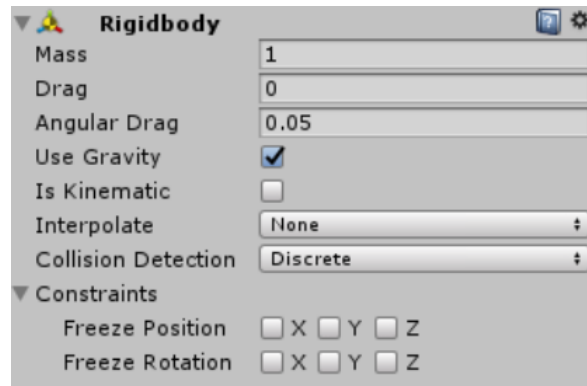 Rigidbody
Mass 1
Drag 0
Angular Drag 0.05
Use Gravity
Is Kinematic
Interpolate None
Collision Detection Discrete
Constraints
Freeze Position X Y Z
Freeze Rotation X Y Z